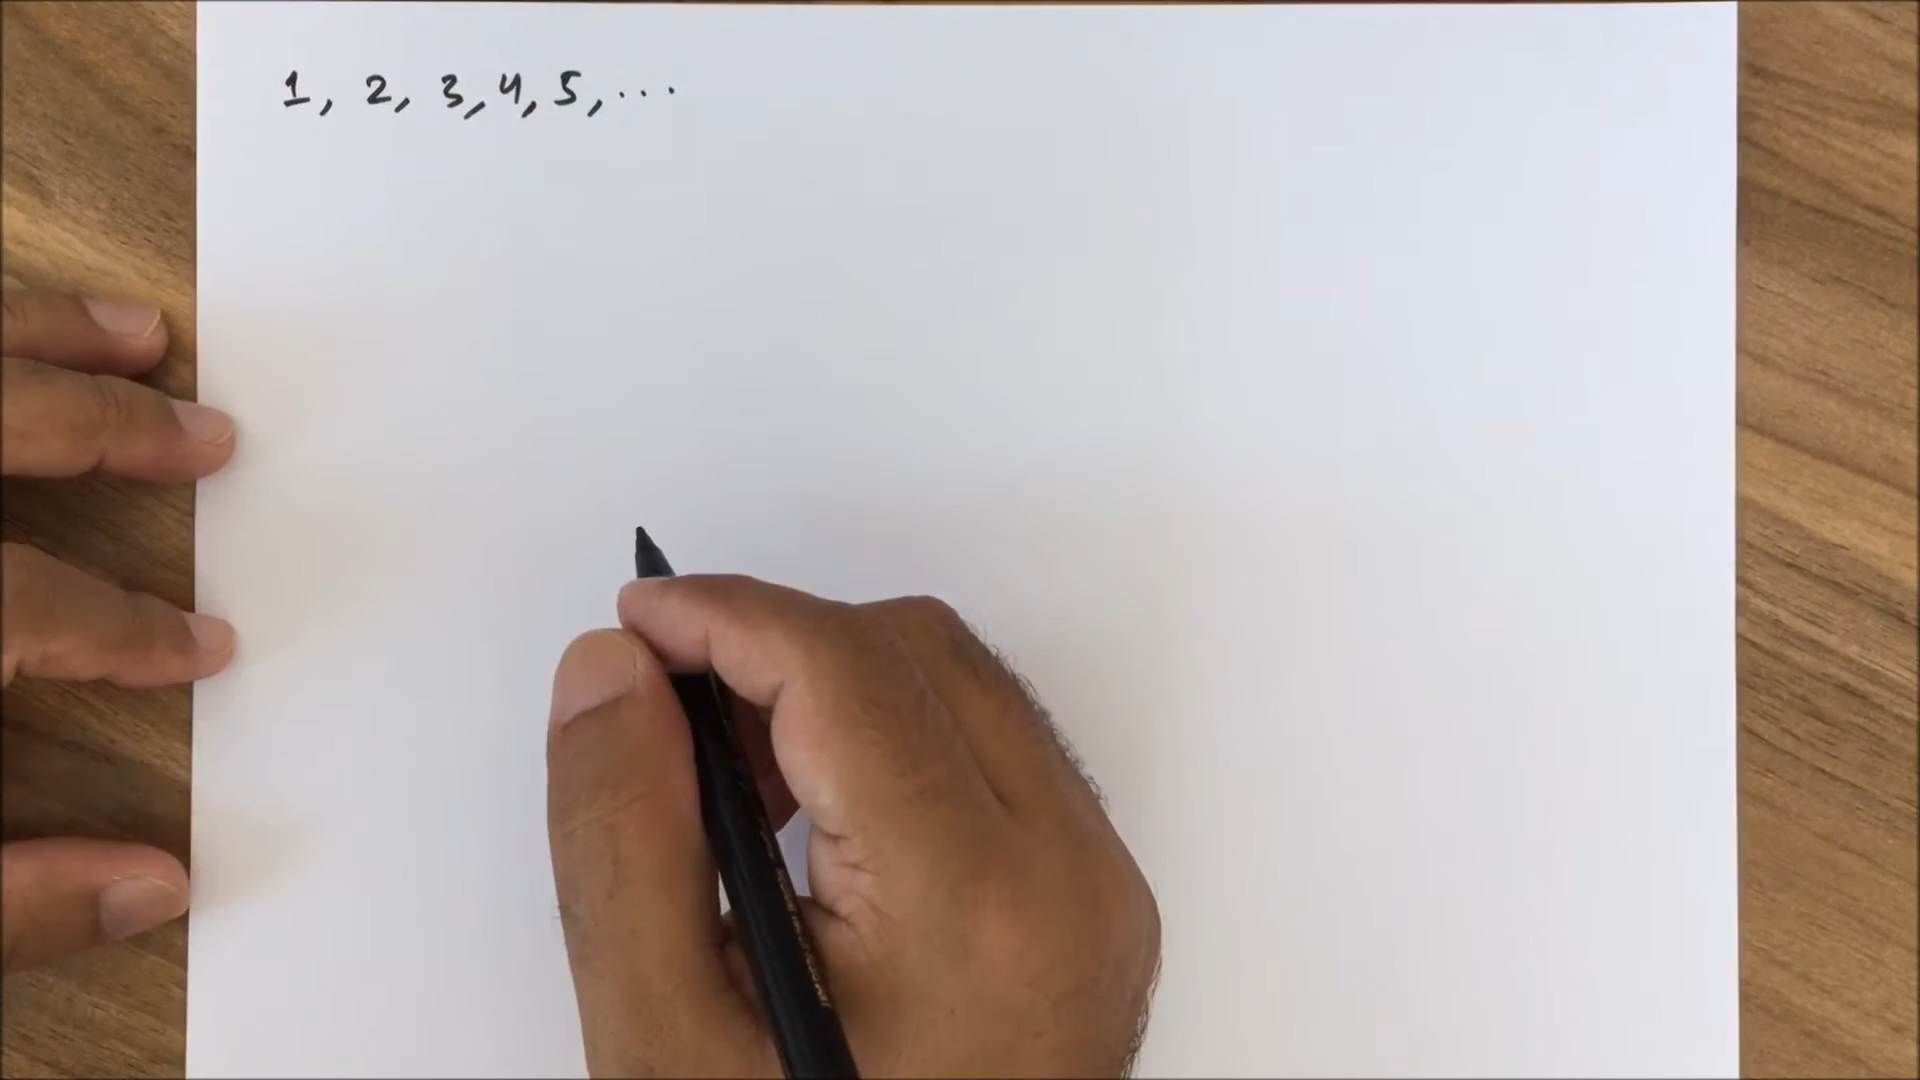 1, 2, 3, 4, 5, ...